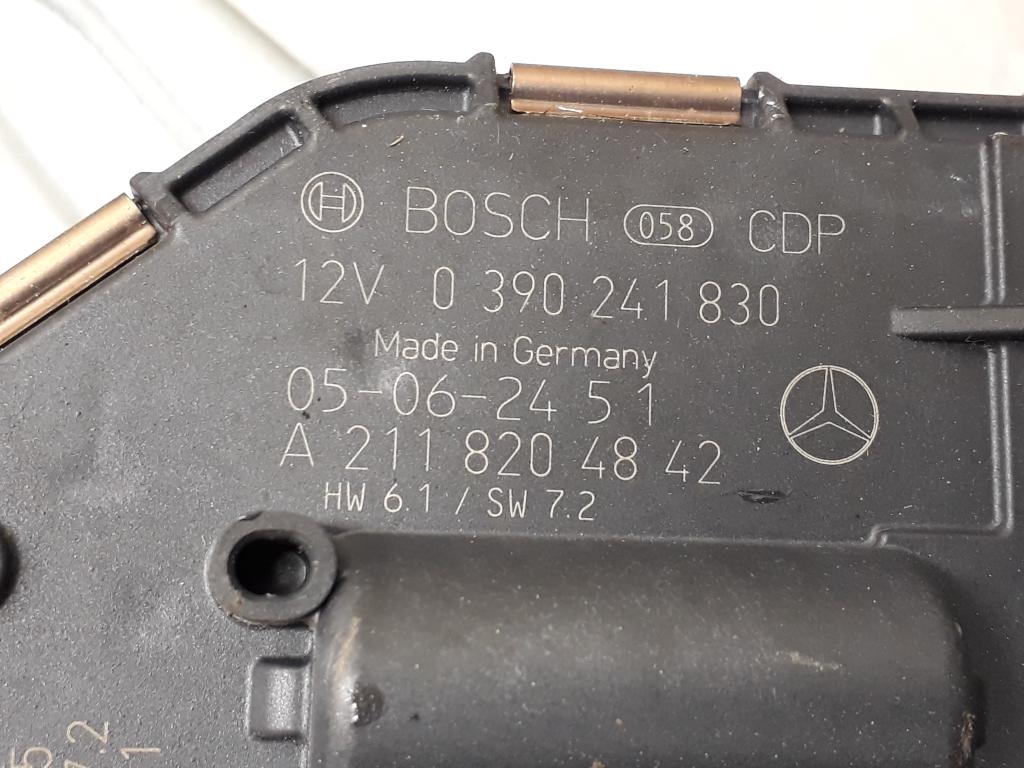 BOSCH 058 CDP
12V 0 390 241 830
Made in Germany
05-06-24 5 1
A 211 820 48 42
HW 6.1 / SW 7.2